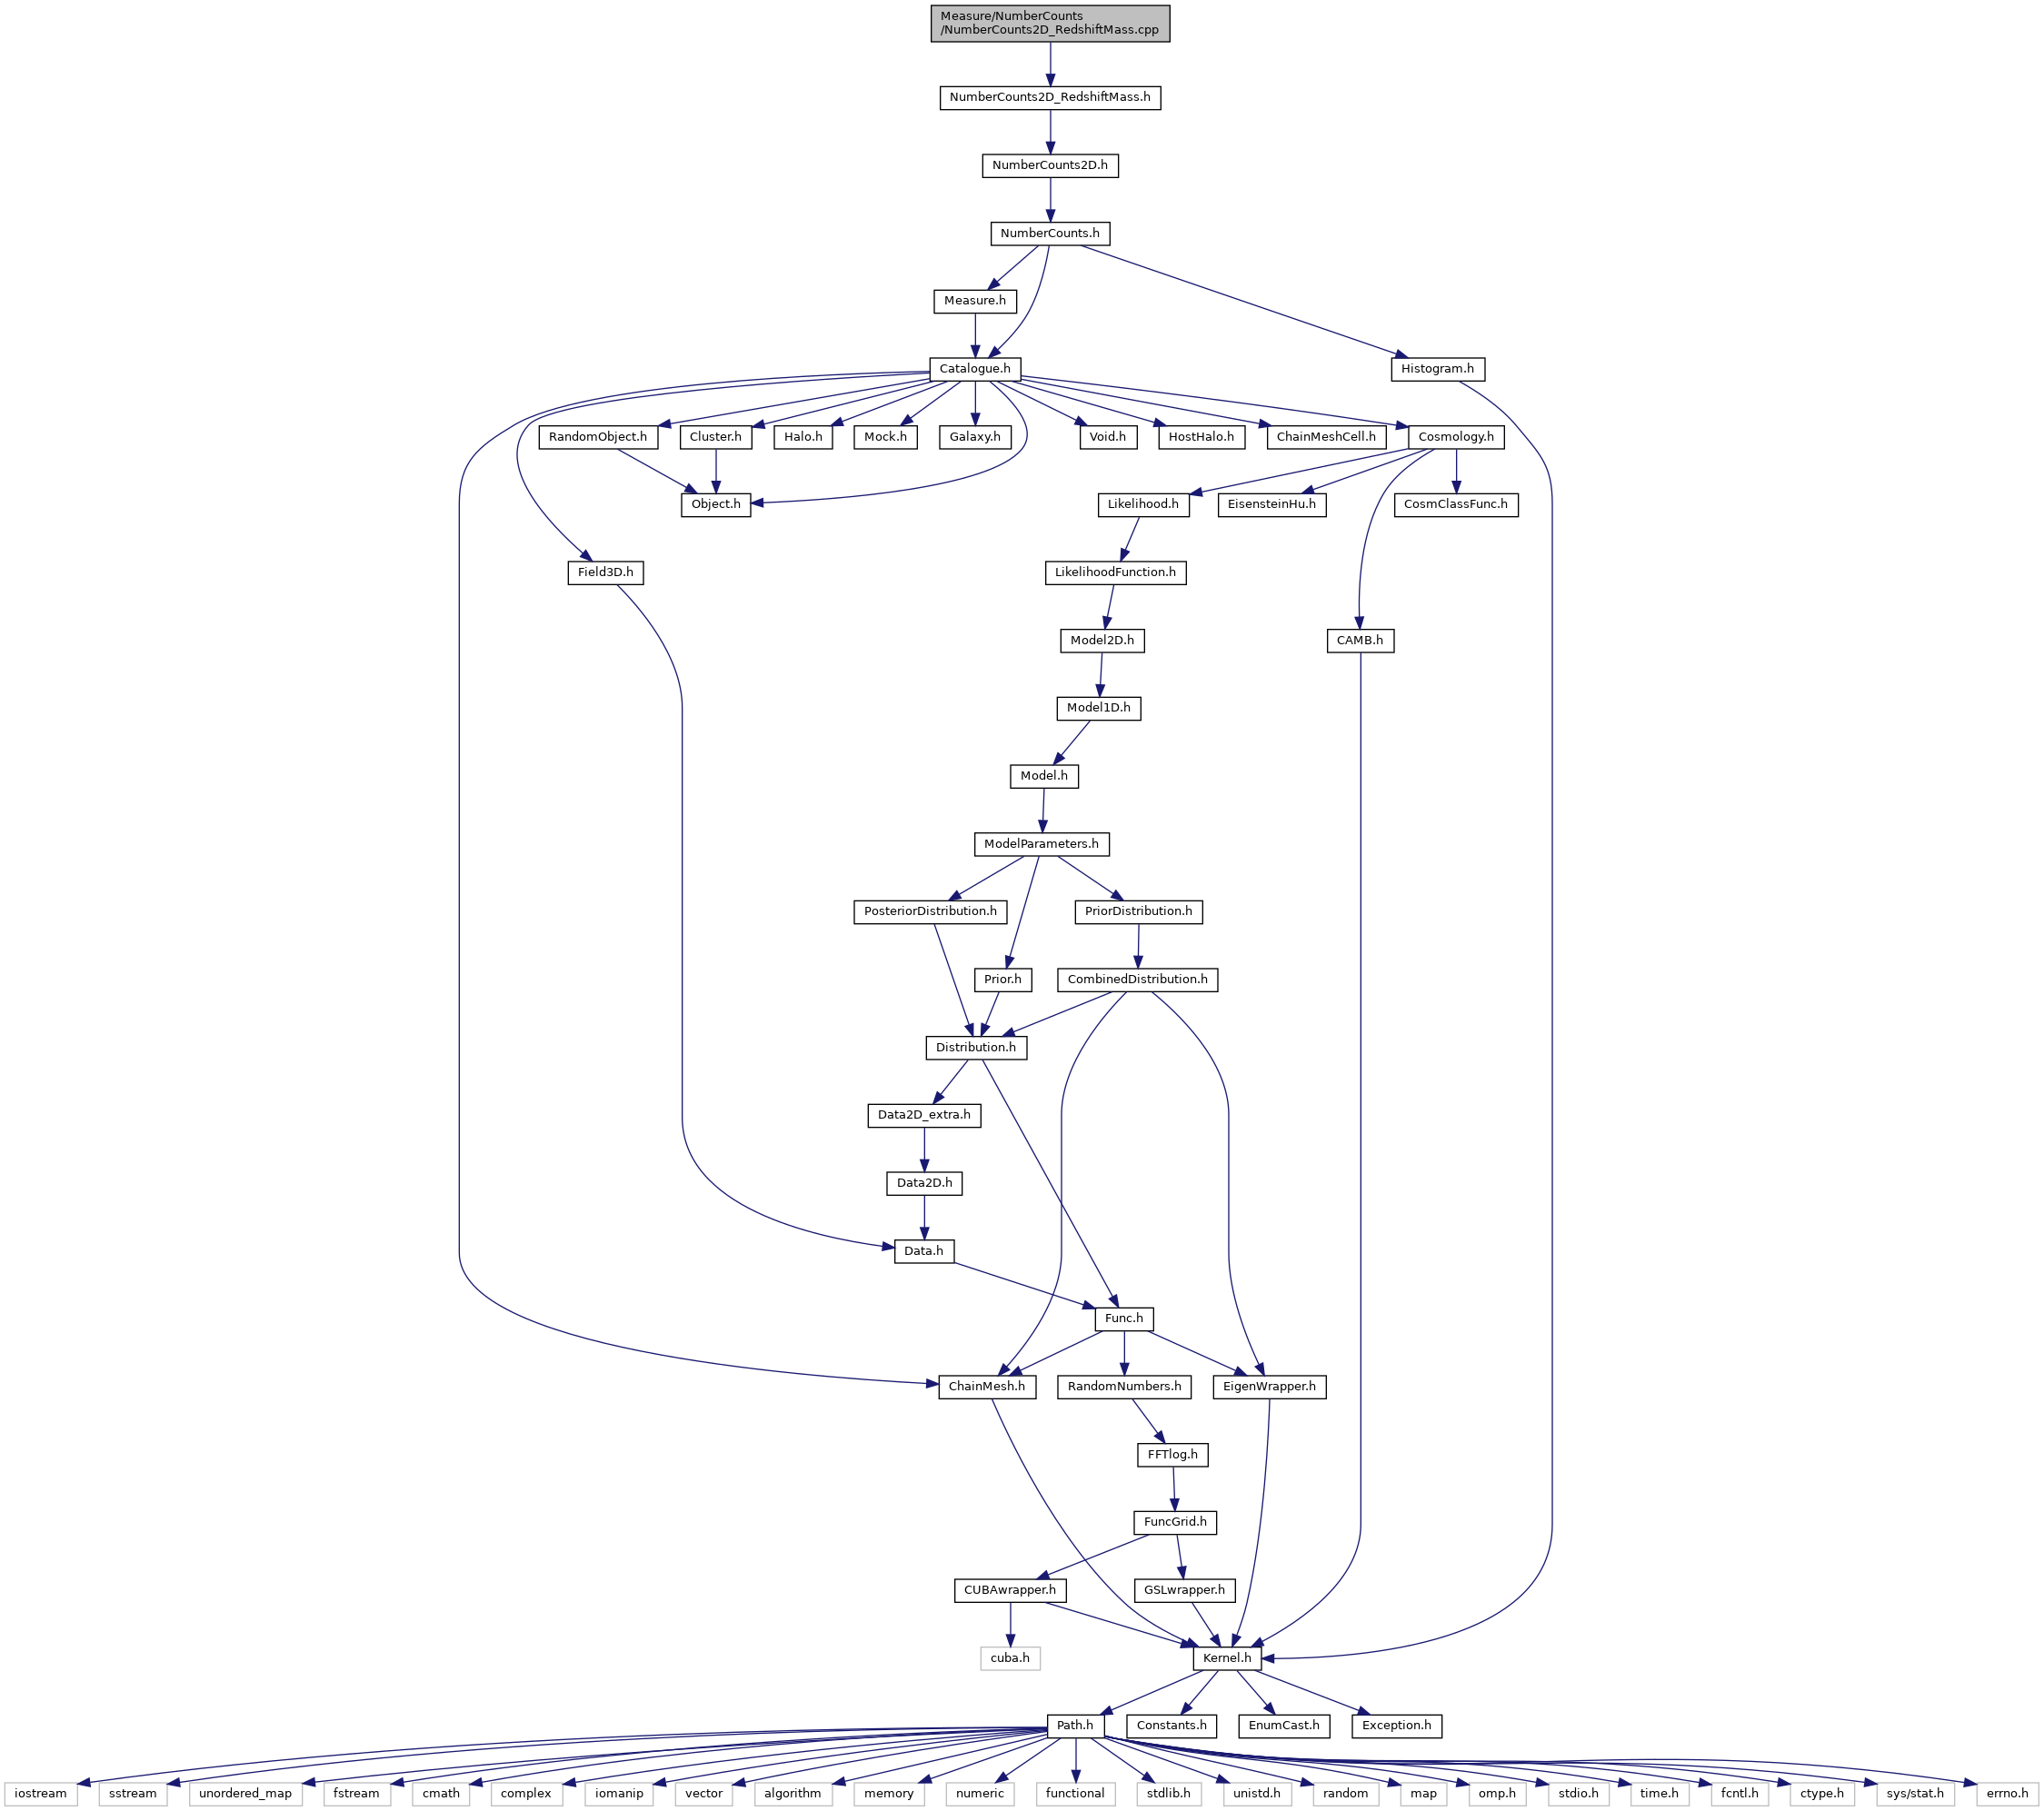 Measure/NumberCounts
/NumberCounts2D_RedshiftMass.cpp
NumberCounts2D_RedshiftMass.h
NumberCounts2D.h
NumberCounts.h
Measure.h
Catalogue.h
Histogram.h
RandomObject.h
Cluster.h
Halo.h
Mock.h
Galaxy.h
Void.h
HostHalo.h
ChainMeshCell.h
Cosmology.h
Object.h
Likelihood.h
EisensteinHu.h
CosmClassFunc.h
Field3D.h
LikelihoodFunction.h
Model2D.h
CAMB.h
Model1D.h
Model.h
ModelParameters.h
PosteriorDistribution.h
PriorDistribution.h
Prior.h
CombinedDistribution.h
Distribution.h
Data2D_extra.h
Data2D.h
Data.h
Func.h
ChainMesh.h
RandomNumbers.h
EigenWrapper.h
FFTlog.h
FuncGrid.h
CUBAwrapper.h
GSLwrapper.h
cuba.h
Kernel.h
Path.h
Constants.h
EnumCast.h
Exception.h
iostream
sstream
unordered_map
fstream
cmath
complex
iomanip
vector
algorithm
memory
numeric
functional
stdlib.h
unistd.h
random
map
omp.h
stdio.h
time.h
fcntl.h
ctype.h
sys/stat.h
errno.h